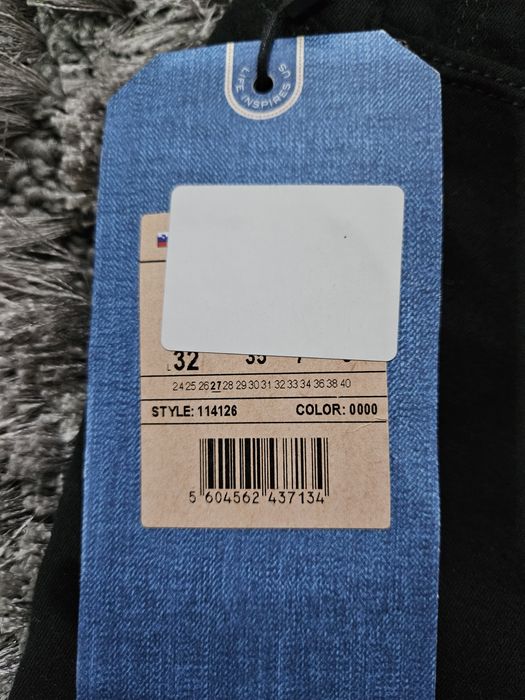 LIFE INSPIRES US
L 32
24 25 26 27 28 29 30 31 32 33 34 36 38 40
STYLE: 114126 COLOR: 0000
5 604562 437134